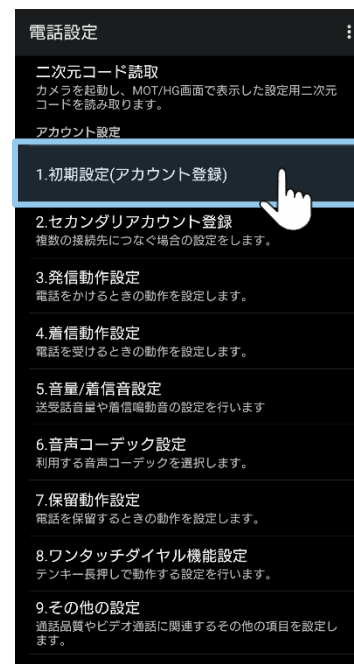 電話設定
二次元コード読取
カメラを起動し、MOT/HG画面で表示した設定用二次元
コードを読み取ります。
アカウント設定
1.初期設定(アカウント登録)
2.セカンダリアカウント登録
複数の接続先につなぐ場合の設定をします。
3.発信動作設定
電話をかけるときの動作を設定します。
4.着信動作設定
電話を受けるときの動作を設定します。
5.音量/着信音設定
送受話音量や着信鳴動音の設定を行います
6.音声コーデック設定
利用する音声コーデックを選択します。
7.保留動作設定
電話を保留するときの動作を設定します。
8.ワンタッチダイヤル機能設定
テンキー長押しで動作する設定を行います。
9.その他の設定
通話品質やビデオ通話に関連するその他の項目を設定し
ます。